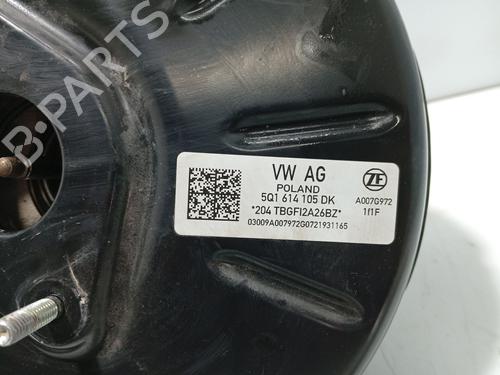 B-PARTS
VW AG
POLAND
5Q1 614 105 DK
*204 TBGFI2A26BZ*
03009A007972G0721931165
ZF
A007G972
1f1F